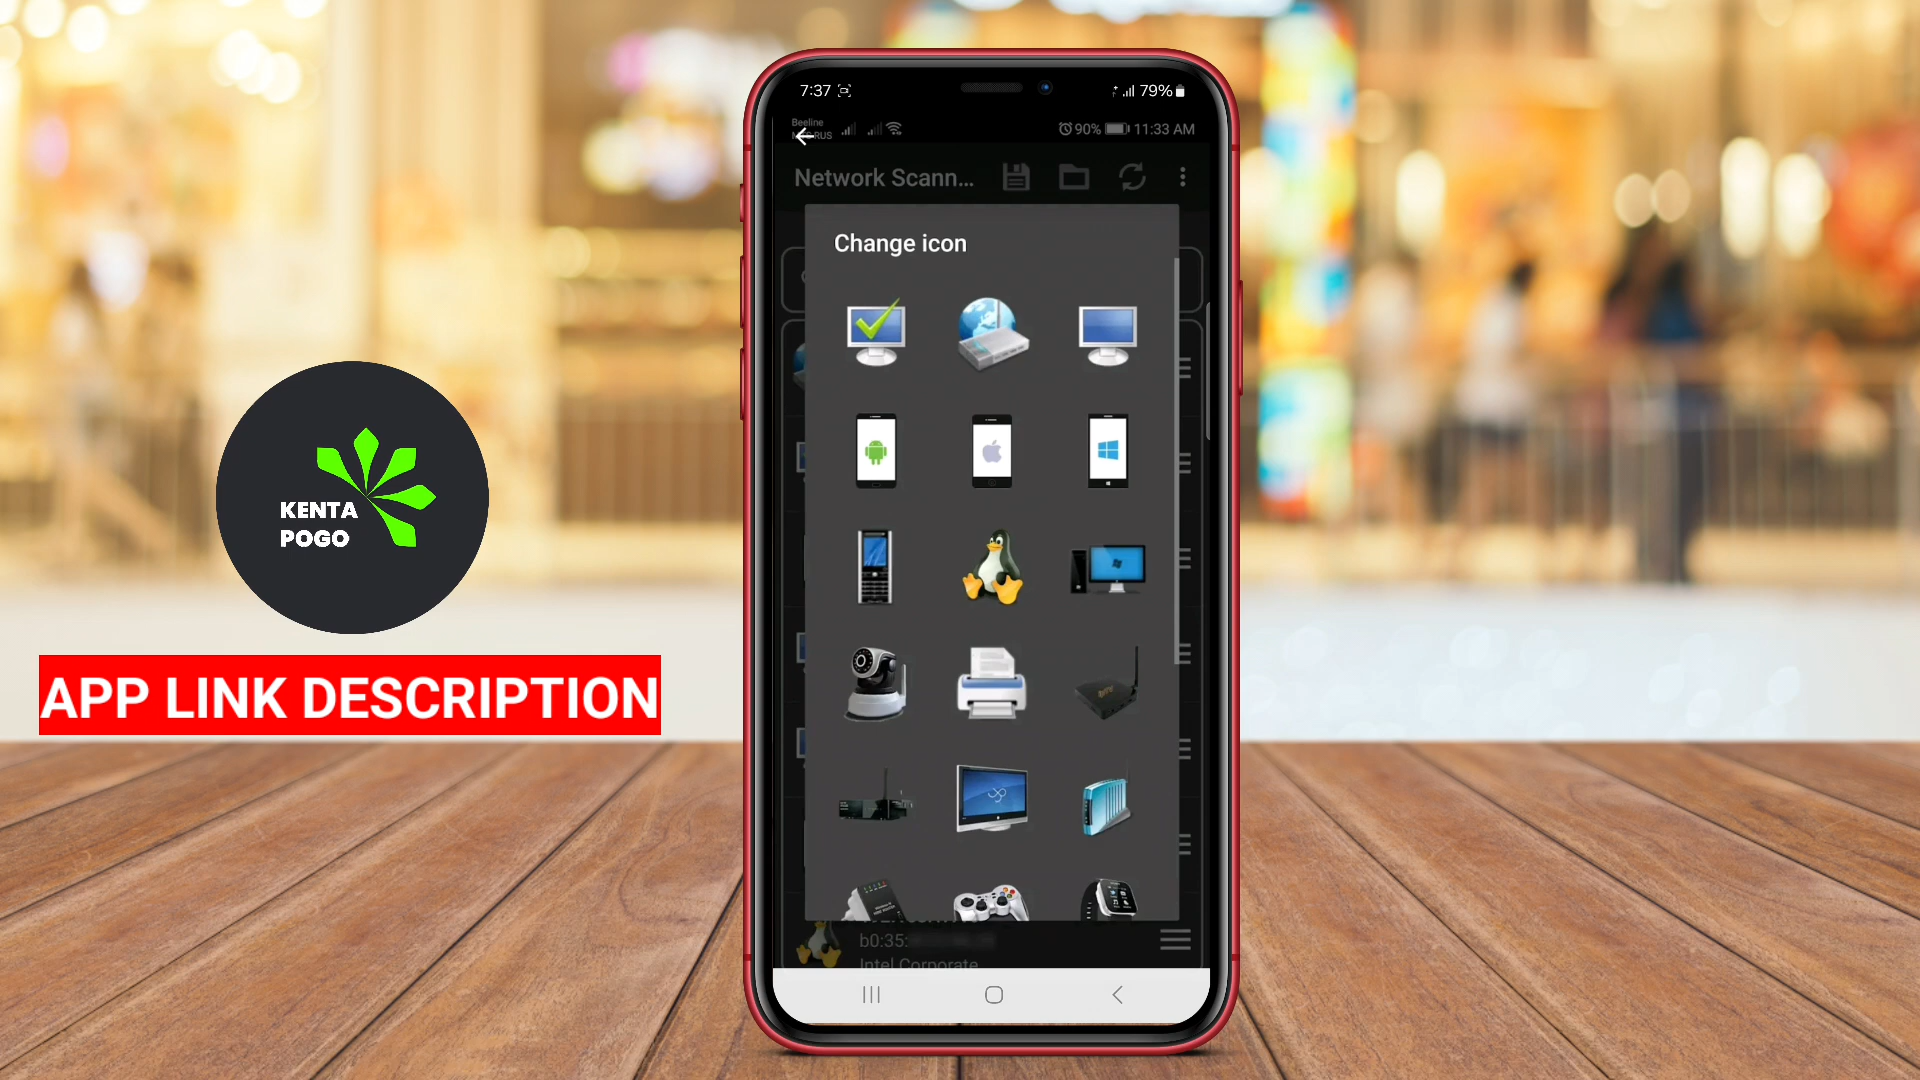 KENTA
POGO
APP LINK DESCRIPTION
7:37
79%
Beeline
90% 11:33 AM
Network Scann...
Change icon
b0:35:
Intel Corporate